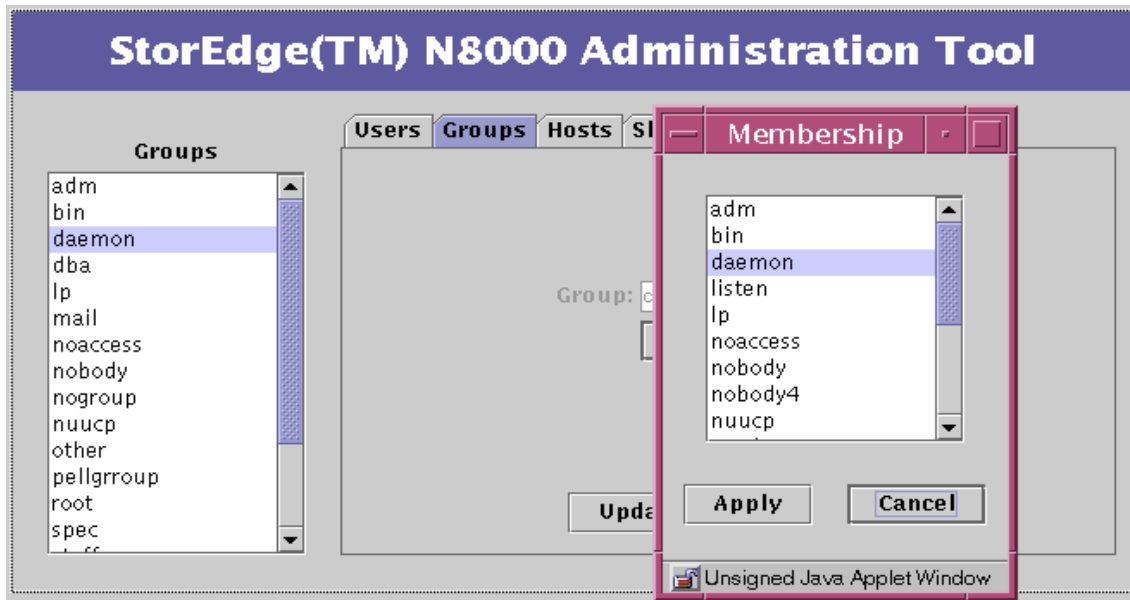 StorEdge(TM) N8000 Administration Tool
Groups
adm
bin
daemon
dba
lp
mail
noaccess
nobody
nogroup
nuucp
other
pellgrroup
root
spec
Users Groups Hosts
Group:
Membership
adm
bin
daemon
listen
lp
noaccess
nobody
nobody4
nuucp
Apply Cancel
Unsigned Java Applet Window